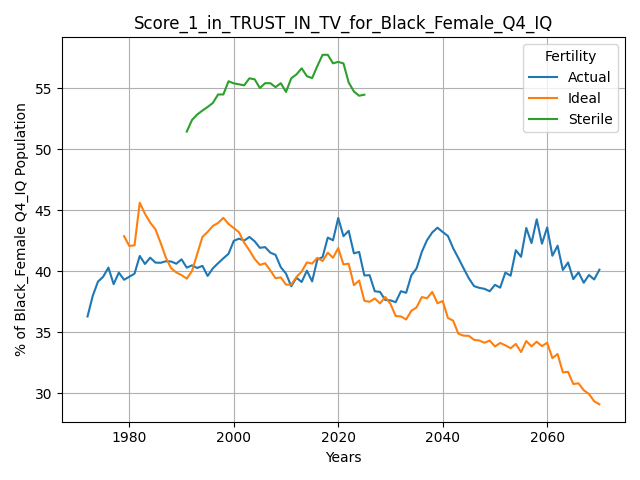 Score_1_in_TRUST_IN_TV_for_Black_Female_Q4_IQ
% of Black_Female Q4_IQ Population
55
50
45
40
35
30
Fertility
Actual
Ideal
Sterile
1980
2000
2020
2040
2060
Years